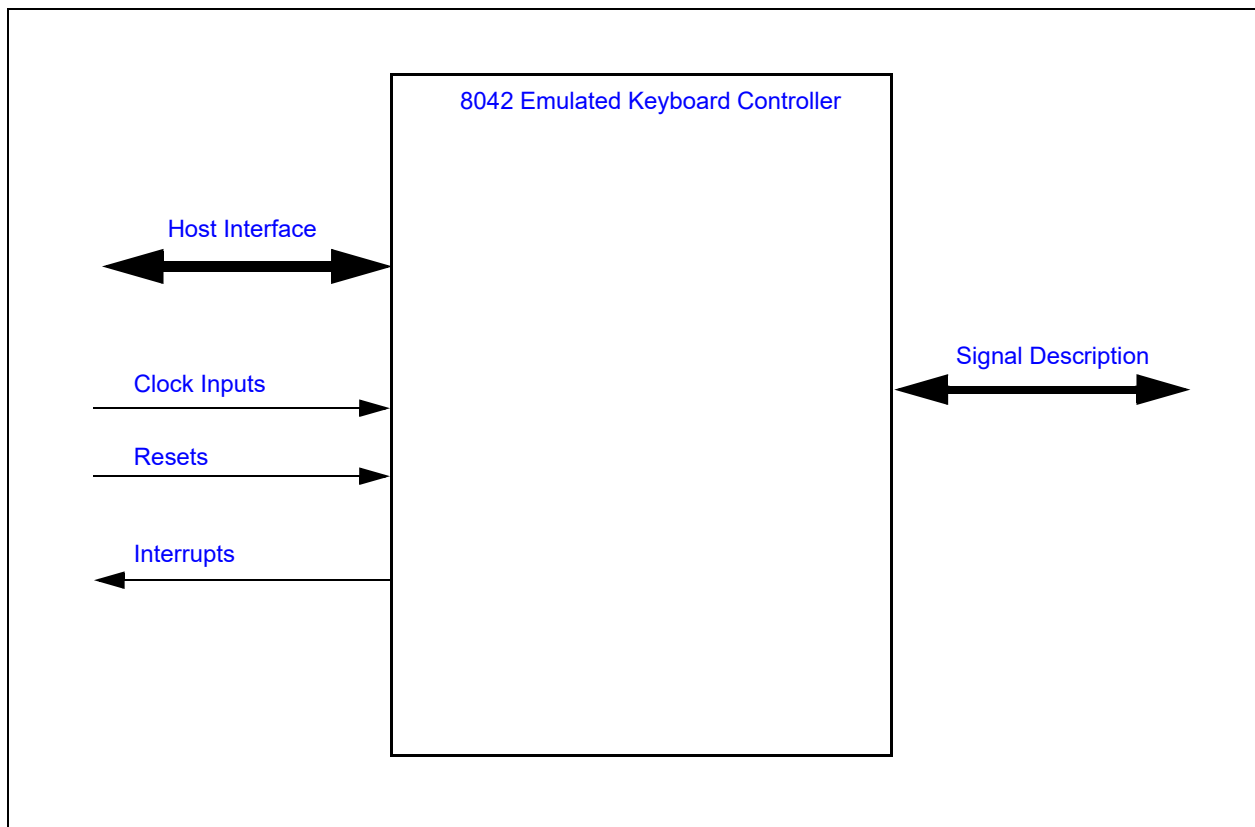 8042 Emulated Keyboard Controller
Host Interface
Signal Description
Clock Inputs
Resets
Interrupts